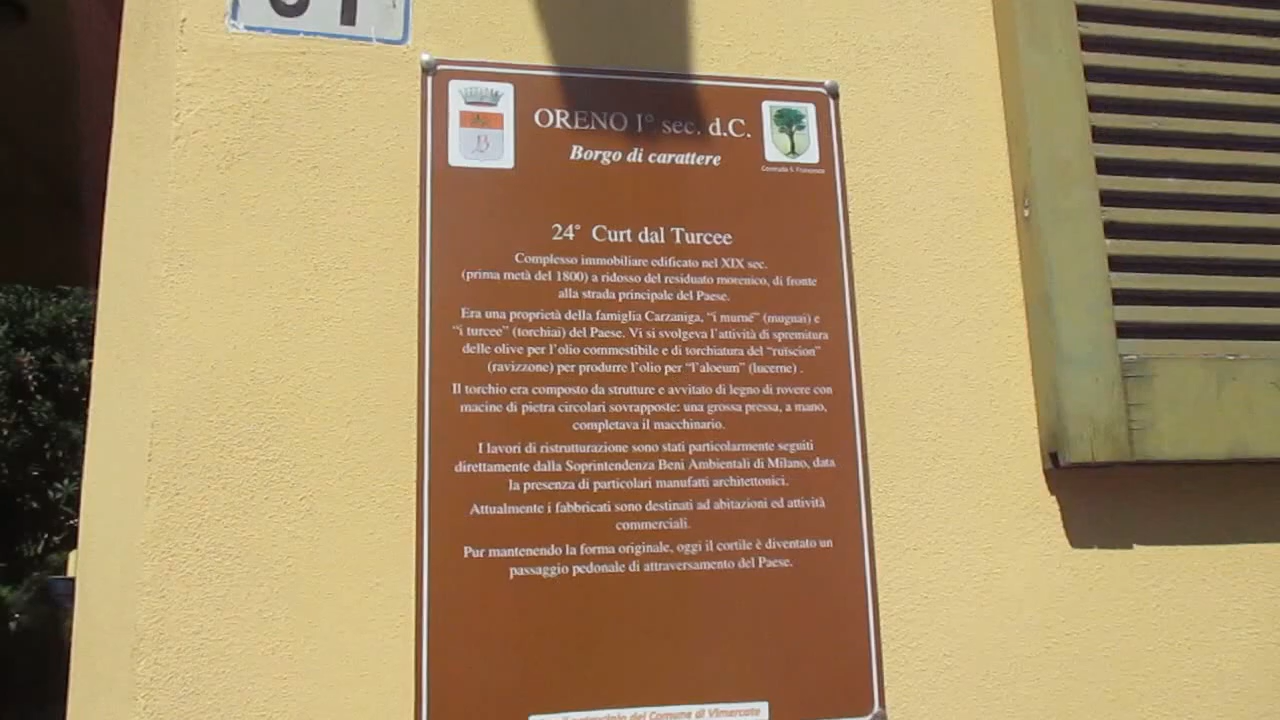 ORENO I° sec. d.C.
Borgo di carattere
Contrada S. Francesco
24° Curt dal Turcee
Complesso immobiliare edificato nel XIX sec.
(prima metà del 1800) a ridosso del residuato morenico, di fronte
alla strada principale del Paese.
Era una proprietà della famiglia Carzaniga, "i murné" (mugnai) e
"i turcee" (torchiai) del Paese. Vi si svolgeva l'attività di spremitura
delle olive per l'olio commestibile e di torchiatura del "ruiscion"
(ravizzone) per produrre l'olio per "l'aloeum" (lucerne) .
Il torchio era composto da strutture e avvitato di legno di rovere con
macine di pietra circolari sovrapposte: una grossa pressa, a mano,
completava il macchinario.
I lavori di ristrutturazione sono stati particolarmente seguiti
direttamente dalla Soprintendenza Beni Ambientali di Milano, data
la presenza di particolari manufatti architettonici.
Attualmente i fabbricati sono destinati ad abitazioni ed attività
commerciali.
Pur mantenendo la forma originale, oggi il cortile è diventato un
passaggio pedonale di attraversamento del Paese.
patrocinio del Comune di Vimercate